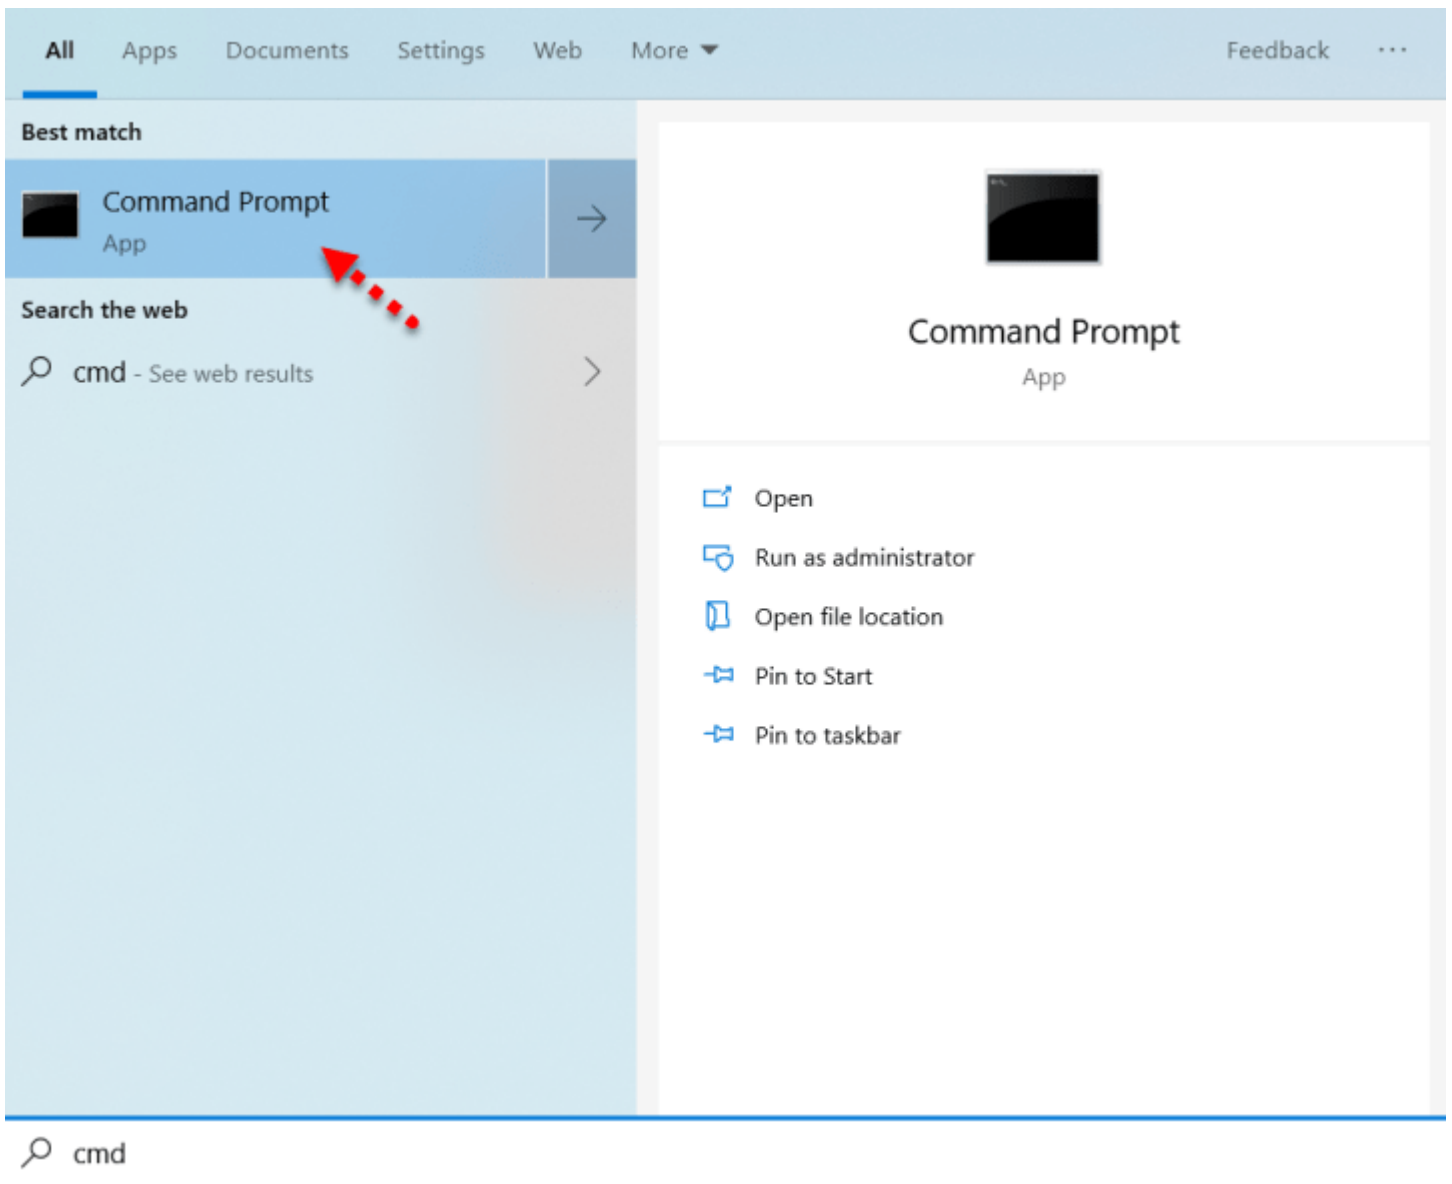 All Apps Documents Settings Web More Feedback ...
Best match
Command Prompt
App
Search the web
cmd - See web results
Command Prompt
App
Open
Run as administrator
Open file location
Pin to Start
Pin to taskbar
cmd